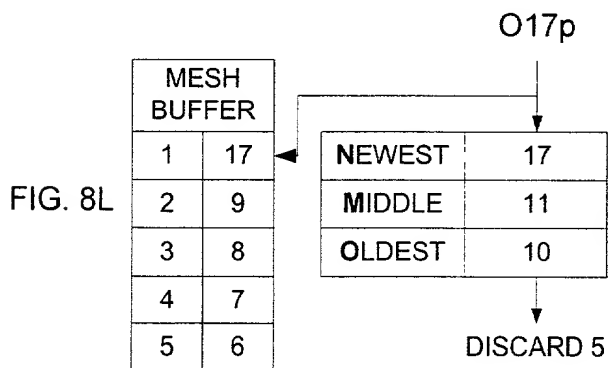 O17p
MESH
BUFFER
1 17
NEWEST 17
FIG. 8L
2 9
MIDDLE 11
3 8
OLDEST 10
4 7
5 6
DISCARD 5